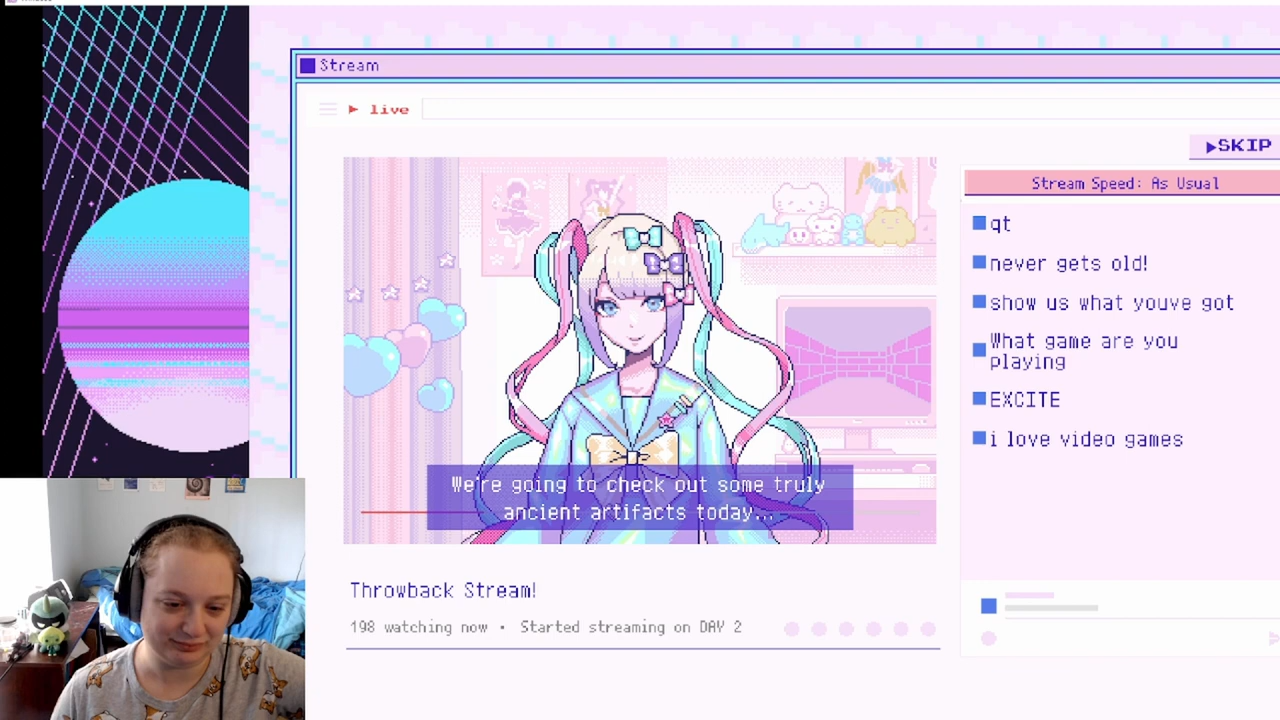 Stream
live
SKIP
Stream Speed: As Usual
qt
never gets old!
show us what youve got
What game are you
playing
EXCITE
i love video games
We're going to check out some truly
ancient artifacts today...
Throwback Stream!
198 watching now • Started streaming on DAY 2